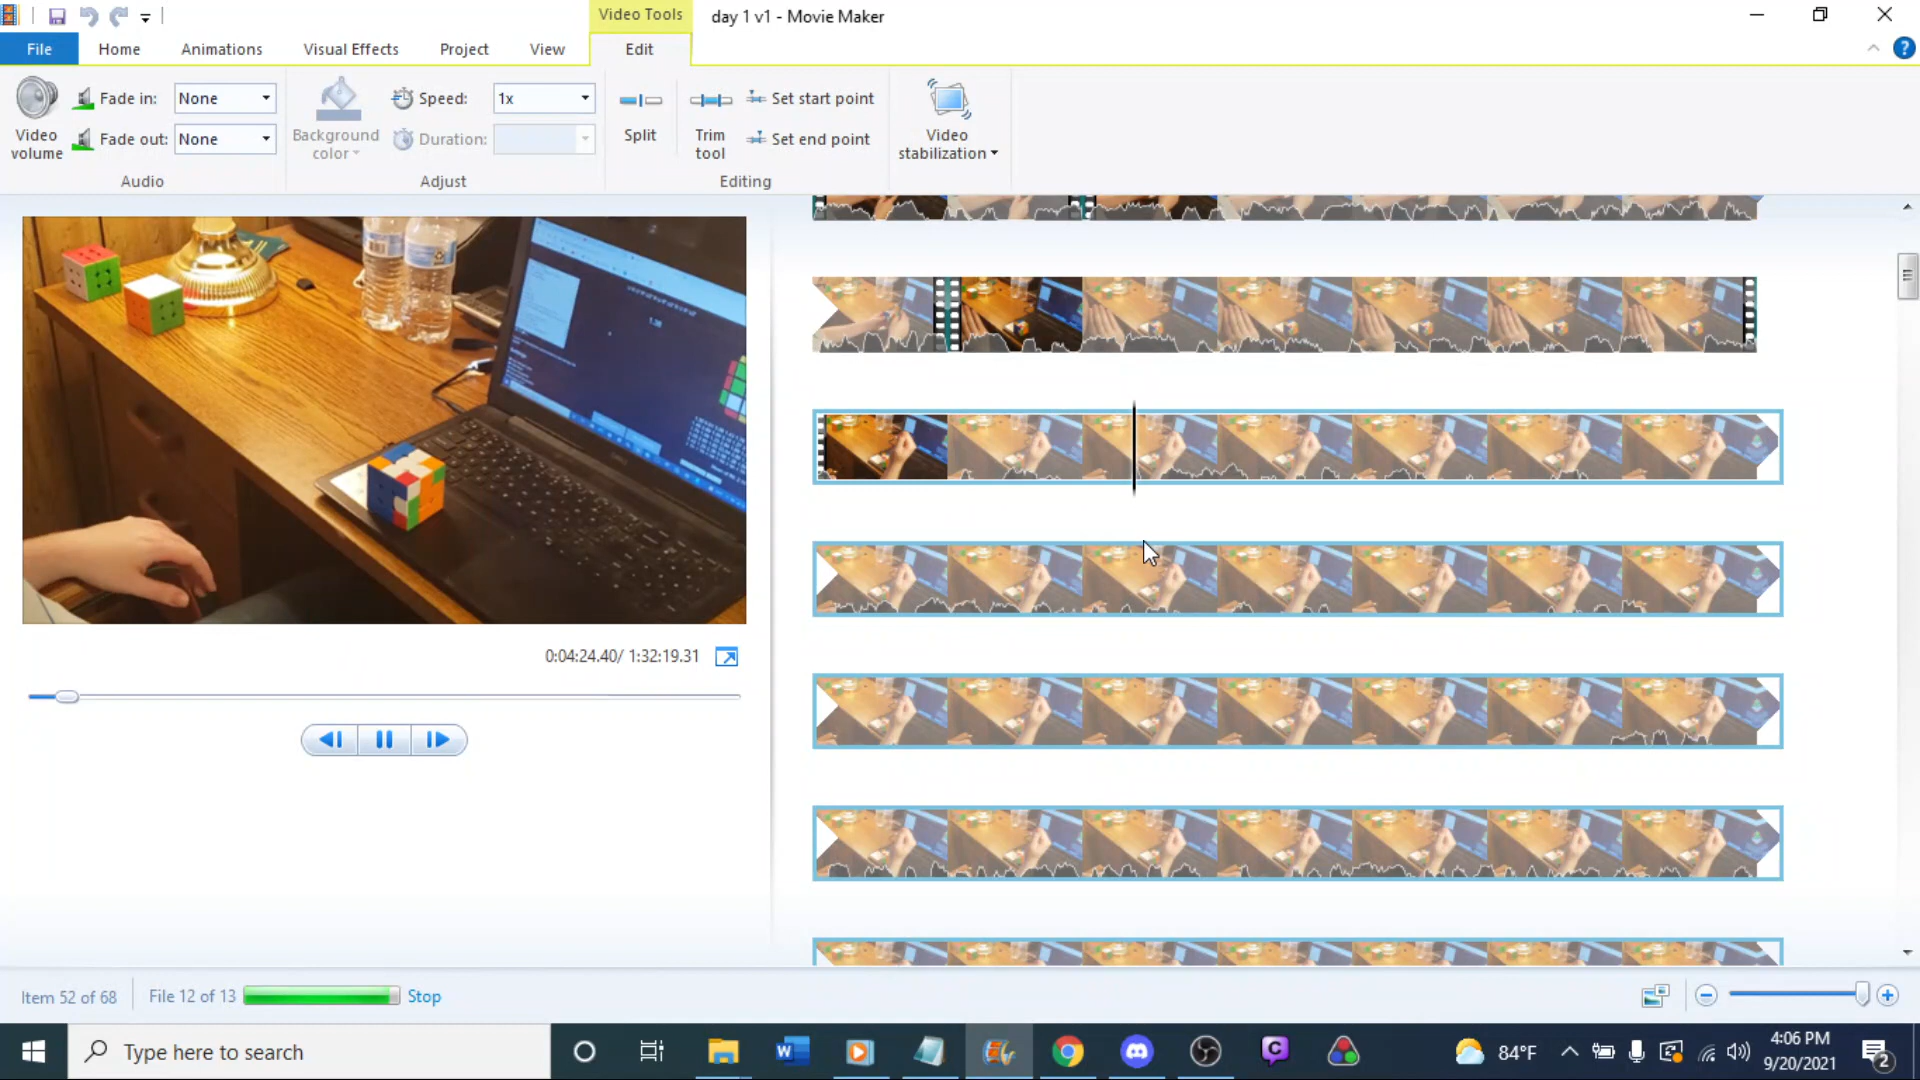 Video Tools
day 1 v1 - Movie Maker
File
Home
Animations
Visual Effects
Project
View
Edit
Fade in:
None
Speed:
1x
Set start point
Video volume
Fade out:
None
Background color
Duration:
Split
Trim tool
Set end point
Video stabilization
Audio
Adjust
Editing
0:04:24.40/ 1:32:19.31
Item 52 of 68
File 12 of 13
Stop
Type here to search
84°F
4:06 PM
9/20/2021
2